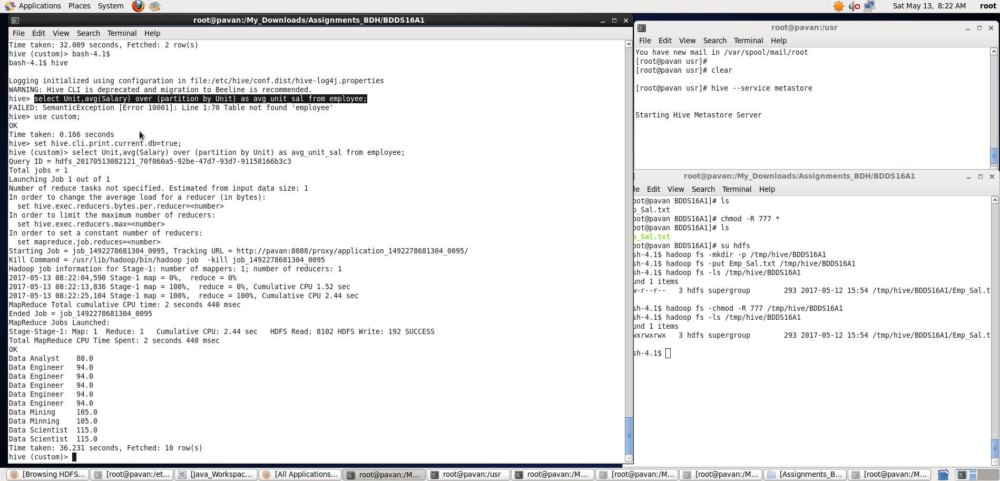 Applications Places System
Sat May 13, 8:22 AM root
root@pavan:/My_Downloads/Assignments_BDH/BDDS16A1
File Edit View Search Terminal Help
Time taken: 32.009 seconds, Fetched: 2 row(s)
hive (custom)> bash-4.1$
bash-4.1$ hive
Logging initialized using configuration in file:/etc/hive/conf.dist/hive-log4j.properties
WARNING: Hive CLI is deprecated and migration to Beeline is recommended.
hive> select Unit,avg(Salary) over (partition by Unit) as avg_unit_sal from employee;
FAILED: SemanticException [Error 10001]: Line 1:70 Table not found 'employee'
hive> use custom;
OK
Time taken: 0.166 seconds
hive> set hive.cli.print.current.db=true;
hive (custom)> select Unit,avg(Salary) over (partition by Unit) as avg_unit_sal from employee;
Query ID = hdfs_20170513082121_70f060a5-92be-47d7-93d7-91158166b3c3
Total jobs = 1
Launching Job 1 out of 1
Number of reduce tasks not specified. Estimated from input data size: 1
In order to change the average load for a reducer (in bytes):
set hive.exec.reducers.bytes.per.reducer=<number>
In order to limit the maximum number of reducers:
set hive.exec.reducers.max=<number>
In order to set a constant number of reducers:
set mapreduce.job.reduces=<number>
Starting Job = job_1492278681304_0095, Tracking URL = http://pavan:8088/proxy/application_1492278681304_0095/
Kill Command = /usr/lib/hadoop/bin/hadoop job  -kill job_1492278681304_0095
Hadoop job information for Stage-1: number of mappers: 1; number of reducers: 1
2017-05-13 08:22:04,590 Stage-1 map = 0%,  reduce = 0%
2017-05-13 08:22:13,836 Stage-1 map = 100%,  reduce = 0%, Cumulative CPU 1.52 sec
2017-05-13 08:22:25,104 Stage-1 map = 100%,  reduce = 100%, Cumulative CPU 2.44 sec
MapReduce Total cumulative CPU time: 2 seconds 440 msec
Ended Job = job_1492278681304_0095
MapReduce Jobs Launched:
Stage-Stage-1: Map: 1  Reduce: 1   Cumulative CPU: 2.44 sec   HDFS Read: 8102 HDFS Write: 192 SUCCESS
Total MapReduce CPU Time Spent: 2 seconds 440 msec
OK
Data Analyst 80.0
Data Engineer 94.0
Data Engineer 94.0
Data Engineer 94.0
Data Engineer 94.0
Data Engineer 94.0
Data Mining 105.0
Data Minning 105.0
Data Scientist 115.0
Data Scientist 115.0
Time taken: 36.231 seconds, Fetched: 10 row(s)
hive (custom)>
root@pavan:/usr
File Edit View Search Terminal Help
You have new mail in /var/spool/mail/root
[root@pavan usr]#
[root@pavan usr]# clear
[root@pavan usr]# hive --service metastore
Starting Hive Metastore Server
root@pavan:/My_Downloads/Assignments_BDH/BDDS16A1
le Edit View Search Terminal Help
oot@pavan BDDS16A1]# ls
p_Sal.txt
oot@pavan BDDS16A1]# chmod -R 777 *
oot@pavan BDDS16A1]# ls
p_Sal.txt
oot@pavan BDDS16A1]# su hdfs
sh-4.1$ hadoop fs -mkdir -p /tmp/hive/BDDS16A1
sh-4.1$ hadoop fs -put Emp_Sal.txt /tmp/hive/BDDS16A1
sh-4.1$ hadoop fs -ls /tmp/hive/BDDS16A1
und 1 items
w-r--r--   3 hdfs supergroup        293 2017-05-12 15:54 /tmp/hive/BDDS16A1/Emp_Sal.t
sh-4.1$ hadoop fs -chmod -R 777 /tmp/hive/BDDS16A1
sh-4.1$ hadoop fs -ls /tmp/hive/BDDS16A1
und 1 items
wxrwxrwx   3 hdfs supergroup        293 2017-05-12 15:54 /tmp/hive/BDDS16A1/Emp_Sal.t
sh-4.1$
[Browsing HDFS... [root@pavan:/et... [Java_Workspac... [All Applications... root@pavan:/M... root@pavan:/usr root@pavan:/M... [root@pavan:/M... [root@pavan:/M... [Assignments_B... [root@pavan:/M...